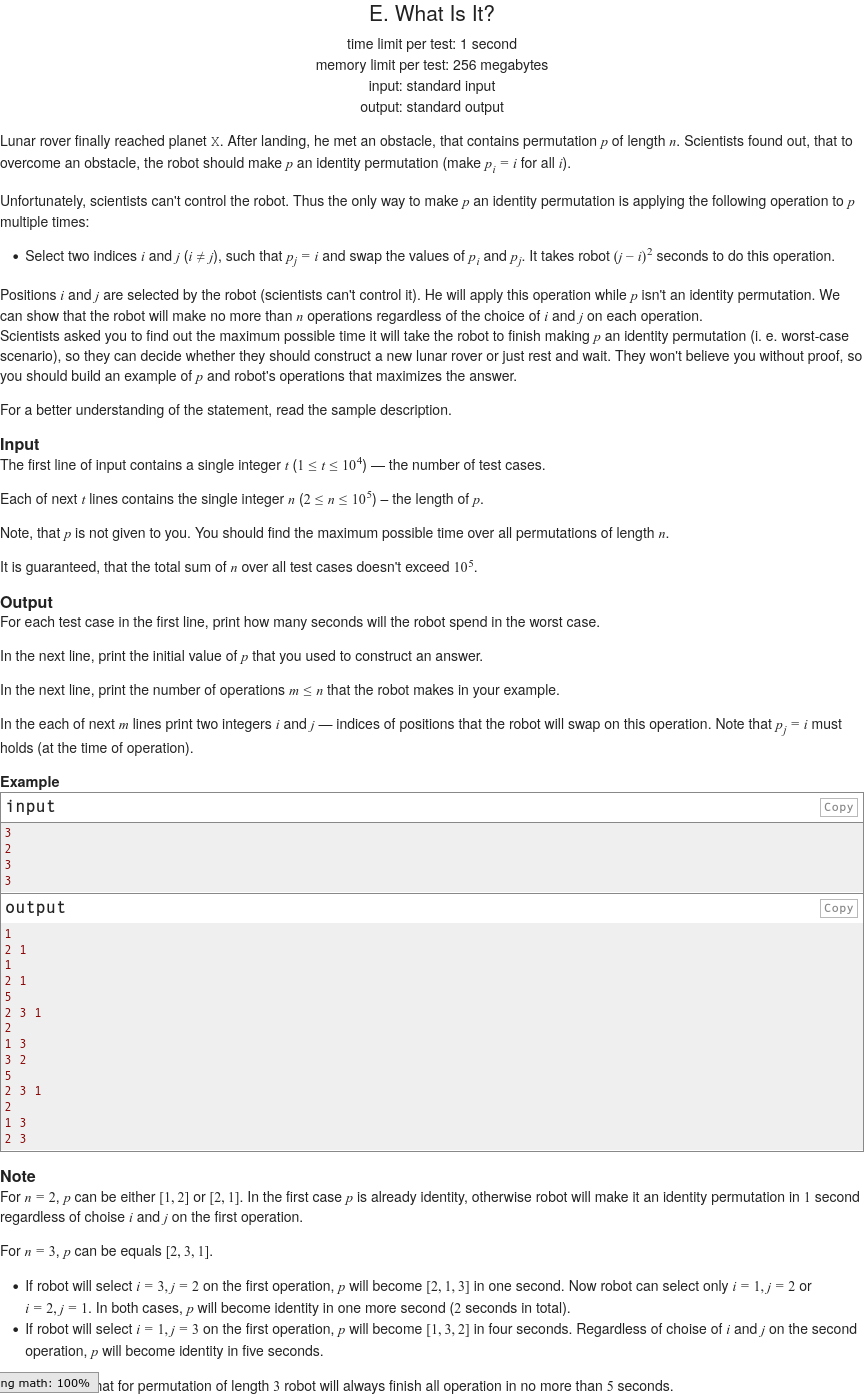 E. What Is It?
time limit per test: 1 second
memory limit per test: 256 megabytes
input: standard input
output: standard output
Lunar rover finally reached planet X. After landing, he met an obstacle, that contains permutation p of length n. Scientists found out, that to
overcome an obstacle, the robot should make p an identity permutation (make p_i = i for all i).
Unfortunately, scientists can't control the robot. Thus the only way to make p an identity permutation is applying the following operation to p
multiple times:
• Select two indices i and j (i ≠ j), such that p_j = i and swap the values of p_i and p_j. It takes robot (j − i)² seconds to do this operation.
Positions i and j are selected by the robot (scientists can't control it). He will apply this operation while p isn't an identity permutation. We
can show that the robot will make no more than n operations regardless of the choice of i and j on each operation.
Scientists asked you to find out the maximum possible time it will take the robot to finish making p an identity permutation (i. e. worst-case
scenario), so they can decide whether they should construct a new lunar rover or just rest and wait. They won't believe you without proof, so
you should build an example of p and robot's operations that maximizes the answer.
For a better understanding of the statement, read the sample description.
Input
The first line of input contains a single integer t (1 ≤ t ≤ 10⁴) — the number of test cases.
Each of next t lines contains the single integer n (2 ≤ n ≤ 10⁵) – the length of p.
Note, that p is not given to you. You should find the maximum possible time over all permutations of length n.
It is guaranteed, that the total sum of n over all test cases doesn't exceed 10⁵.
Output
For each test case in the first line, print how many seconds will the robot spend in the worst case.
In the next line, print the initial value of p that you used to construct an answer.
In the next line, print the number of operations m ≤ n that the robot makes in your example.
In the each of next m lines print two integers i and j — indices of positions that the robot will swap on this operation. Note that p_j = i must
holds (at the time of operation).
Example
input
Copy
3
2
3
3
output
Copy
1
2 1
1
2 1
5
2 3 1
2
1 3
3 2
5
2 3 1
2
1 3
2 3
Note
For n = 2, p can be either [1, 2] or [2, 1]. In the first case p is already identity, otherwise robot will make it an identity permutation in 1 second
regardless of choise i and j on the first operation.
For n = 3, p can be equals [2, 3, 1].
• If robot will select i = 3, j = 2 on the first operation, p will become [2, 1, 3] in one second. Now robot can select only i = 1, j = 2 or
i = 2, j = 1. In both cases, p will become identity in one more second (2 seconds in total).
• If robot will select i = 1, j = 3 on the first operation, p will become [1, 3, 2] in four seconds. Regardless of choise of i and j on the second
operation, p will become identity in five seconds.
ng math: 100%
hat for permutation of length 3 robot will always finish all operation in no more than 5 seconds.